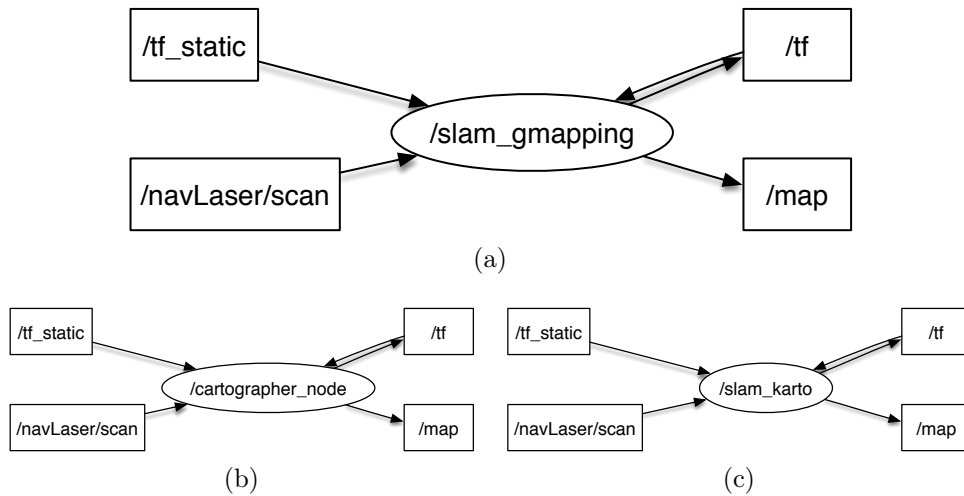 /tf_static
/tf
/slam_gmapping
/navLaser/scan
/map
(a)
/tf_static
/tf
/cartographer_node
/navLaser/scan
/map
(b)
/tf_static
/tf
/slam_karto
/navLaser/scan
/map
(c)